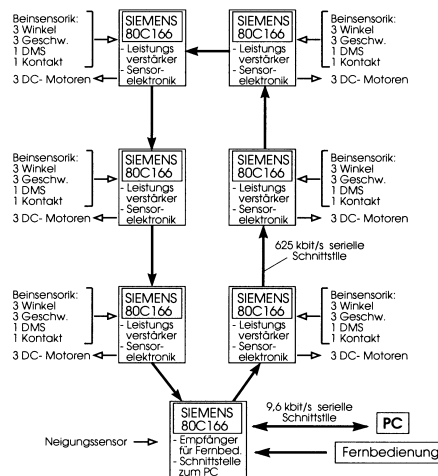 Beinsensorik:
3 Winkel
3 Geschw.
1 DMS
1 Kontakt
3 DC- Motoren
SIEMENS
80C166
- Leistungs
verstärker
- Sensor-
elektronik
SIEMENS
80C166
- Leistungs
verstärker
- Sensor-
elektronik
Beinsensorik:
3 Winkel
3 Geschw.
1 DMS
1 Kontakt
3 DC- Motoren
Beinsensorik:
3 Winkel
3 Geschw.
1 DMS
1 Kontakt
3 DC- Motoren
SIEMENS
80C166
- Leistungs
verstärker
- Sensor-
elektronik
SIEMENS
80C166
- Leistungs
verstärker
- Sensor-
elektronik
Beinsensorik:
3 Winkel
3 Geschw.
1 DMS
1 Kontakt
3 DC- Motoren
625 kbit/s serielle
Schnittstlle
Beinsensorik:
3 Winkel
3 Geschw.
1 DMS
1 Kontakt
3 DC- Motoren
SIEMENS
80C166
- Leistungs
verstärker
- Sensor-
elektronik
SIEMENS
80C166
- Leistungs
verstärker
- Sensor-
elektronik
Beinsensorik:
3 Winkel
3 Geschw.
1 DMS
1 Kontakt
3 DC- Motoren
Neigungssensor
SIEMENS
80C166
- Empfänger
für Fernbed.
- Schnittstele
zum PC
9,6 kbit/s serielle
Schnittstlle
PC
Fernbedienung